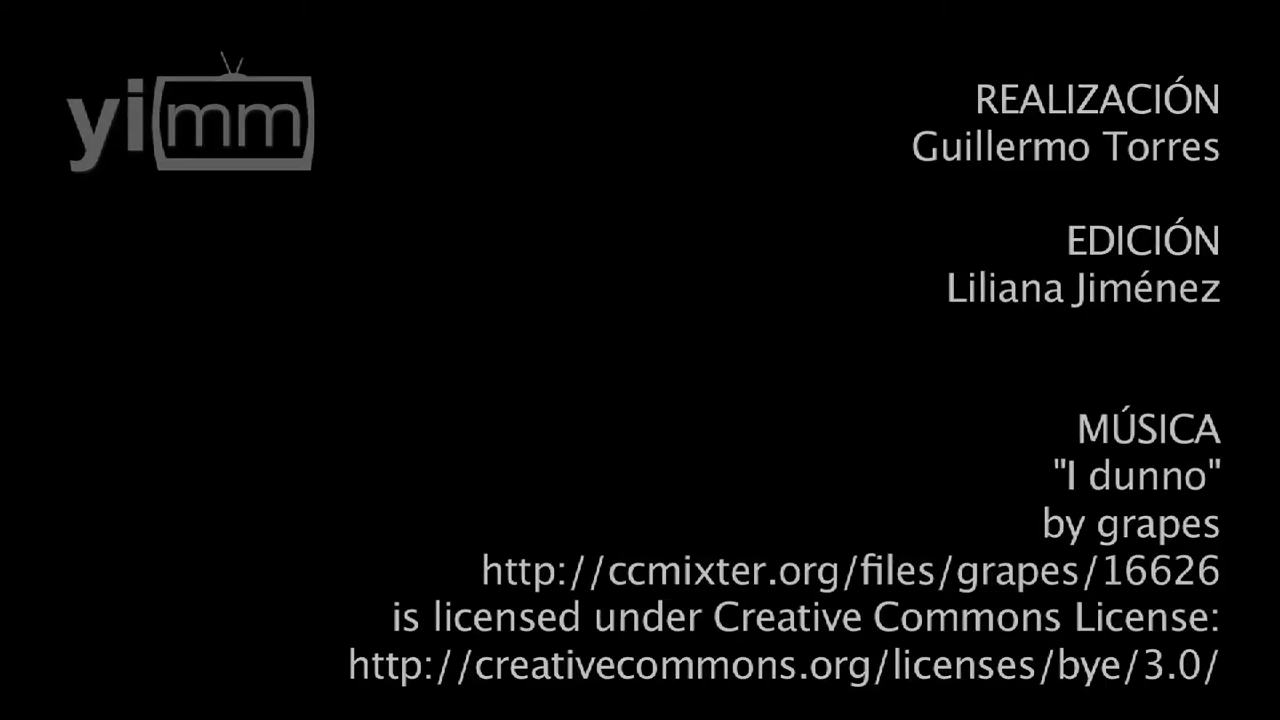 yimm
REALIZACIÓN
Guillermo Torres
EDICIÓN
Liliana Jiménez
MÚSICA
"I dunno"
by grapes
http://ccmixter.org/files/grapes/16626
is licensed under Creative Commons License:
http://creativecommons.org/licenses/bye/3.0/